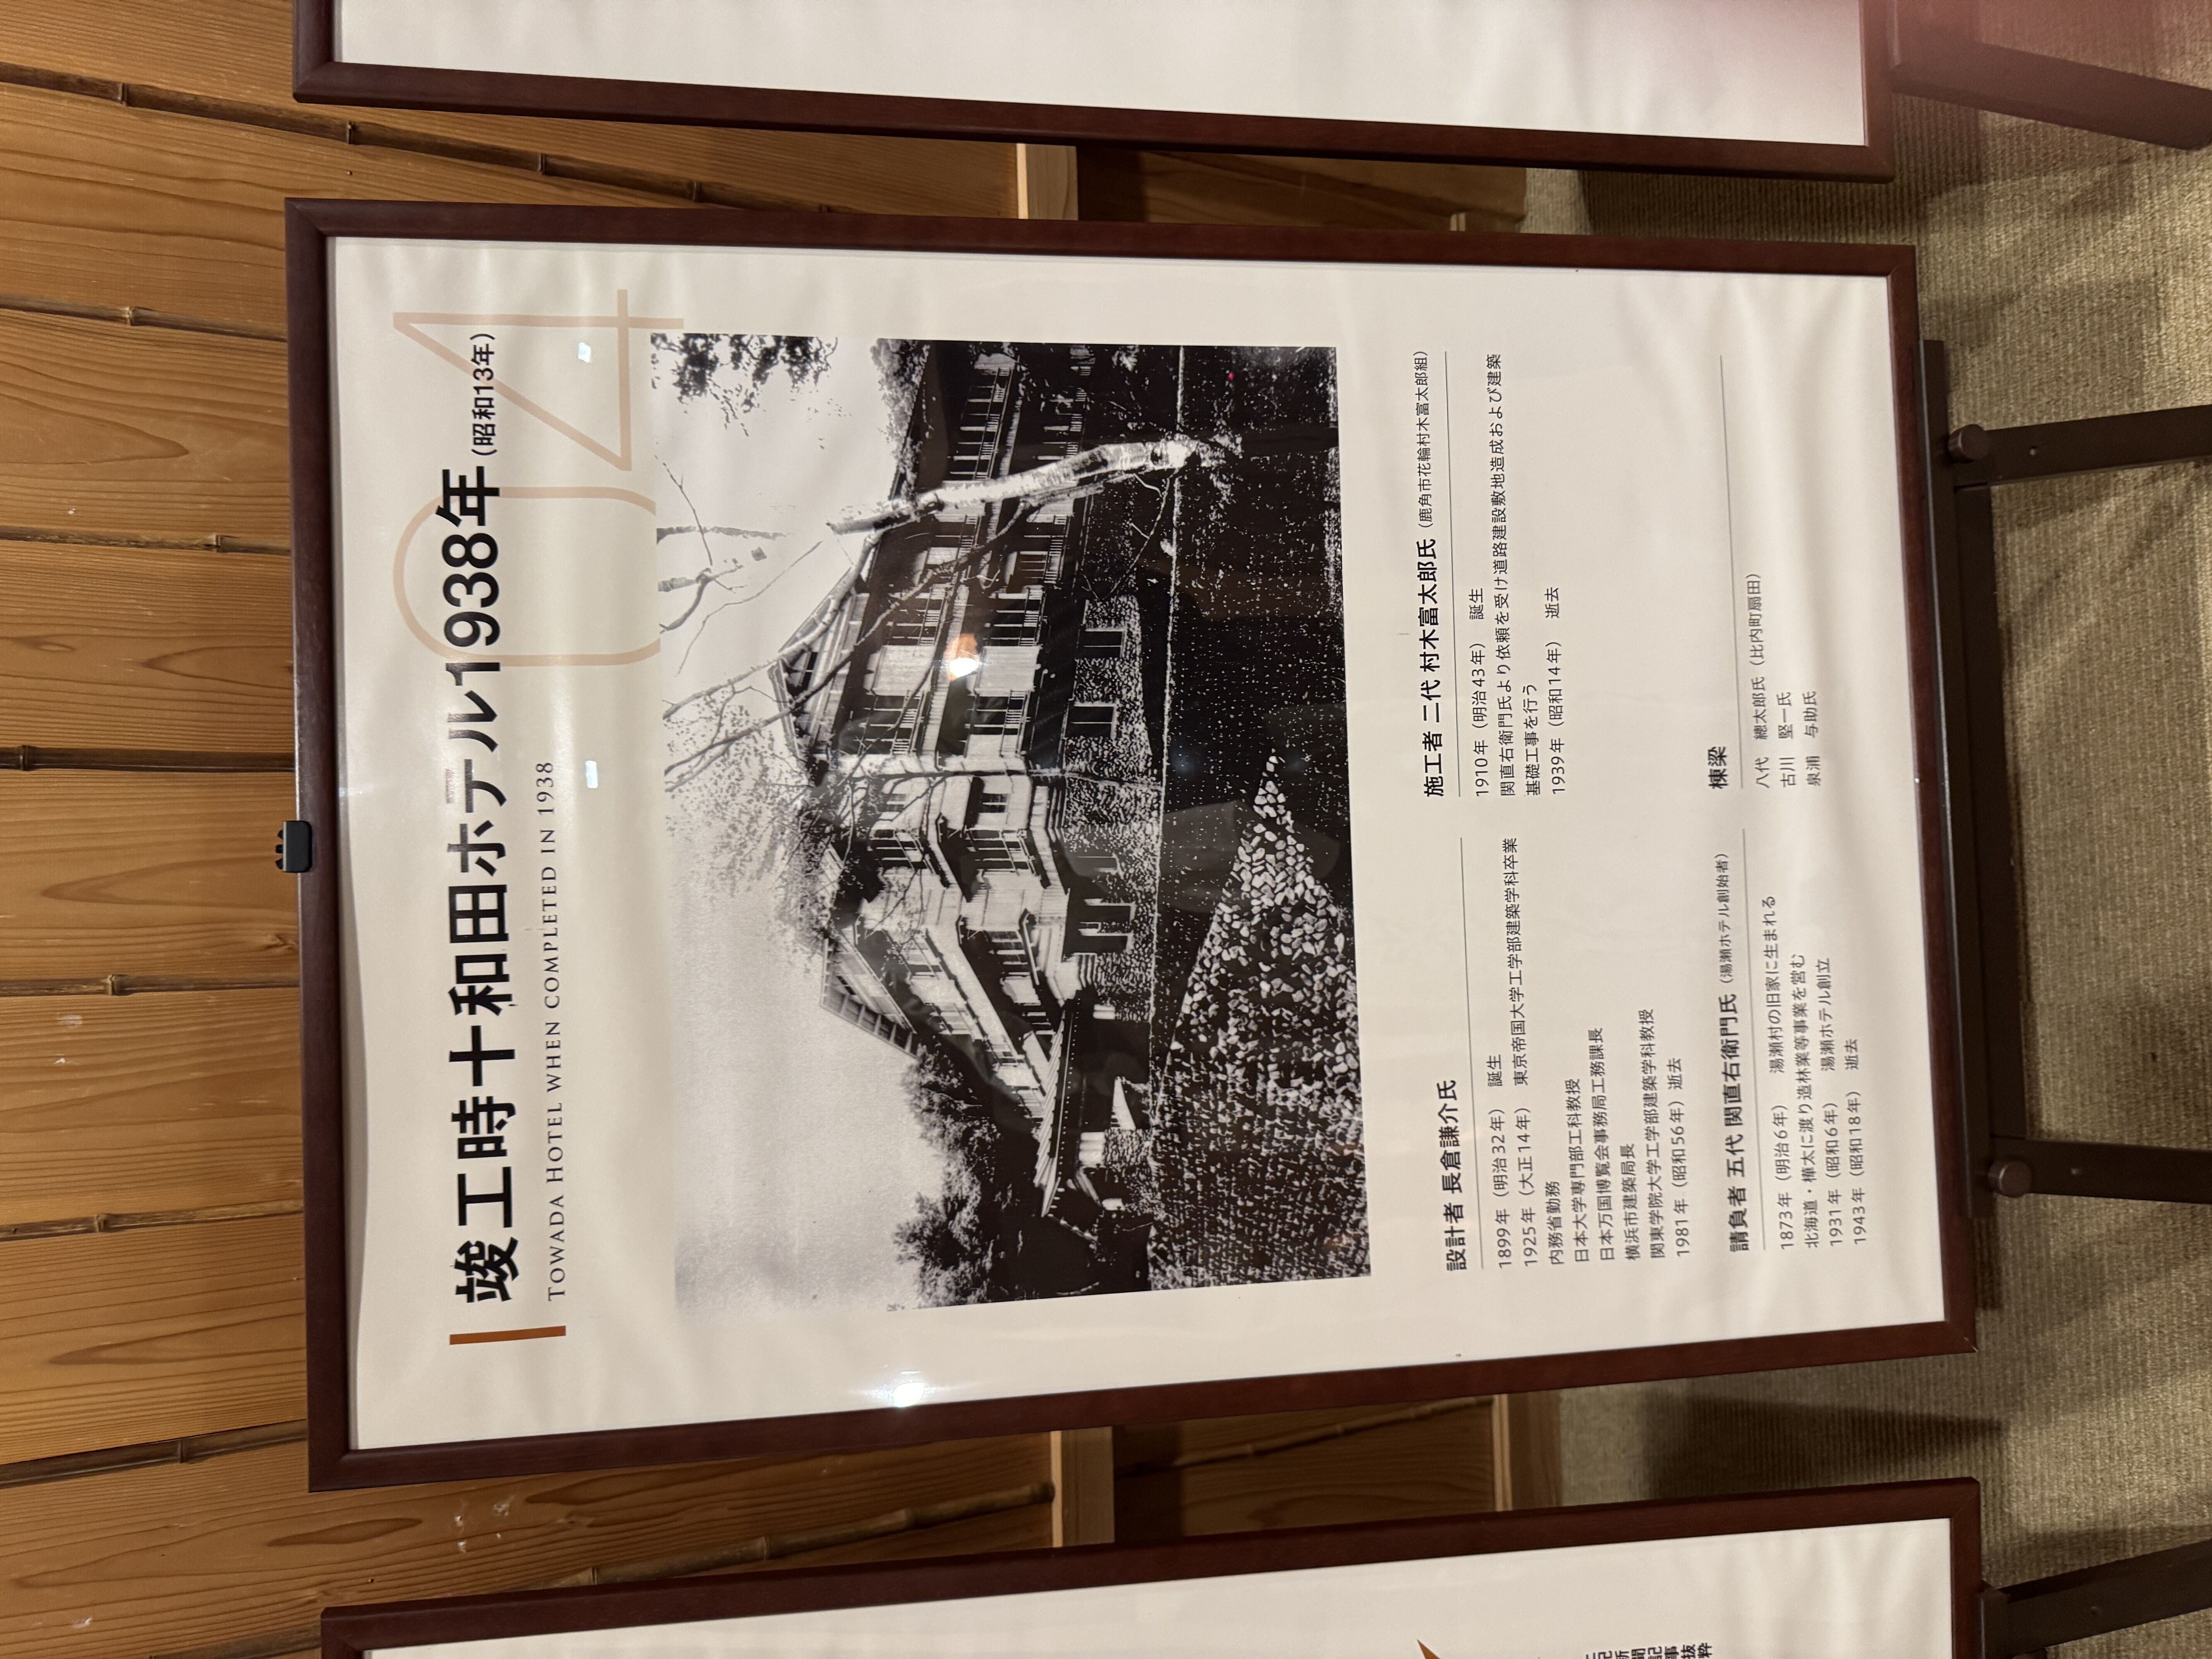 04
竣工時十和田ホテル1938年(昭和13年)
TOWADA HOTEL WHEN COMPLETED IN 1938
設計者 長倉謙介氏
1899年（明治32年） 誕生
1925年（大正14年） 東京帝国大学工学部建築学科卒業
内務省勤務
日本大学専門部工科教授
日本万国博覧会事務局工務課長
横浜市建築局長
関東学院大学工学部建築学科教授
1981年（昭和56年）逝去
施工者 二代 村木富太郎氏（鹿角市花輪村木富太郎組）
1910年（明治43年） 誕生
関直右衛門氏より依頼を受け道路建設敷地造成および建築
基礎工事を行う
1939年（昭和14年） 逝去
請負者 五代 関直右衛門氏（湯瀬ホテル創始者）
1873年（明治6年） 湯瀬村の旧家に生まれる
北海道・樺太に渡り造林業等事業を営む
1931年（昭和6年） 湯瀬ホテル創立
1943年（昭和18年） 逝去
棟梁
八代 總太郎氏（比内町扇田）
古川 堅一氏
泉浦 与助氏
記事抜粋